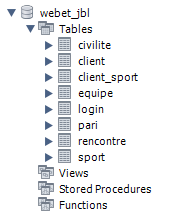 webet_jbl
Tables
civilite
client
client_sport
equipe
login
pari
rencontre
sport
Views
Stored Procedures
Functions